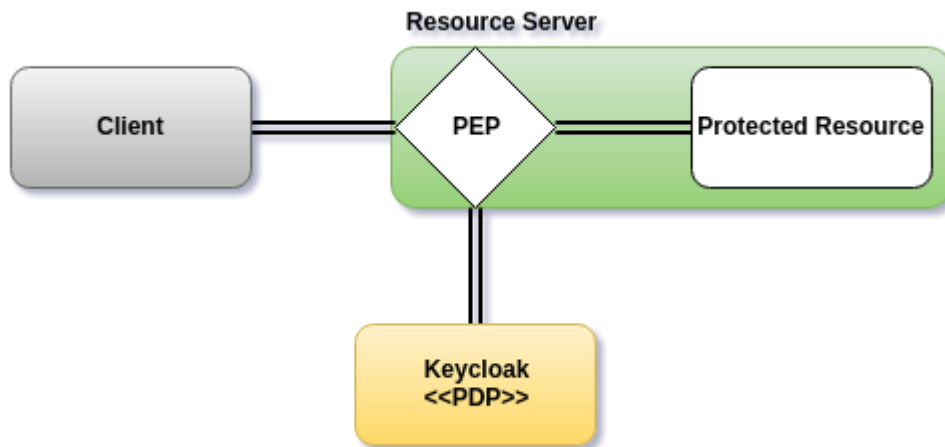 Resource Server
Client
PEP
Protected Resource
Keycloak
<<PDP>>